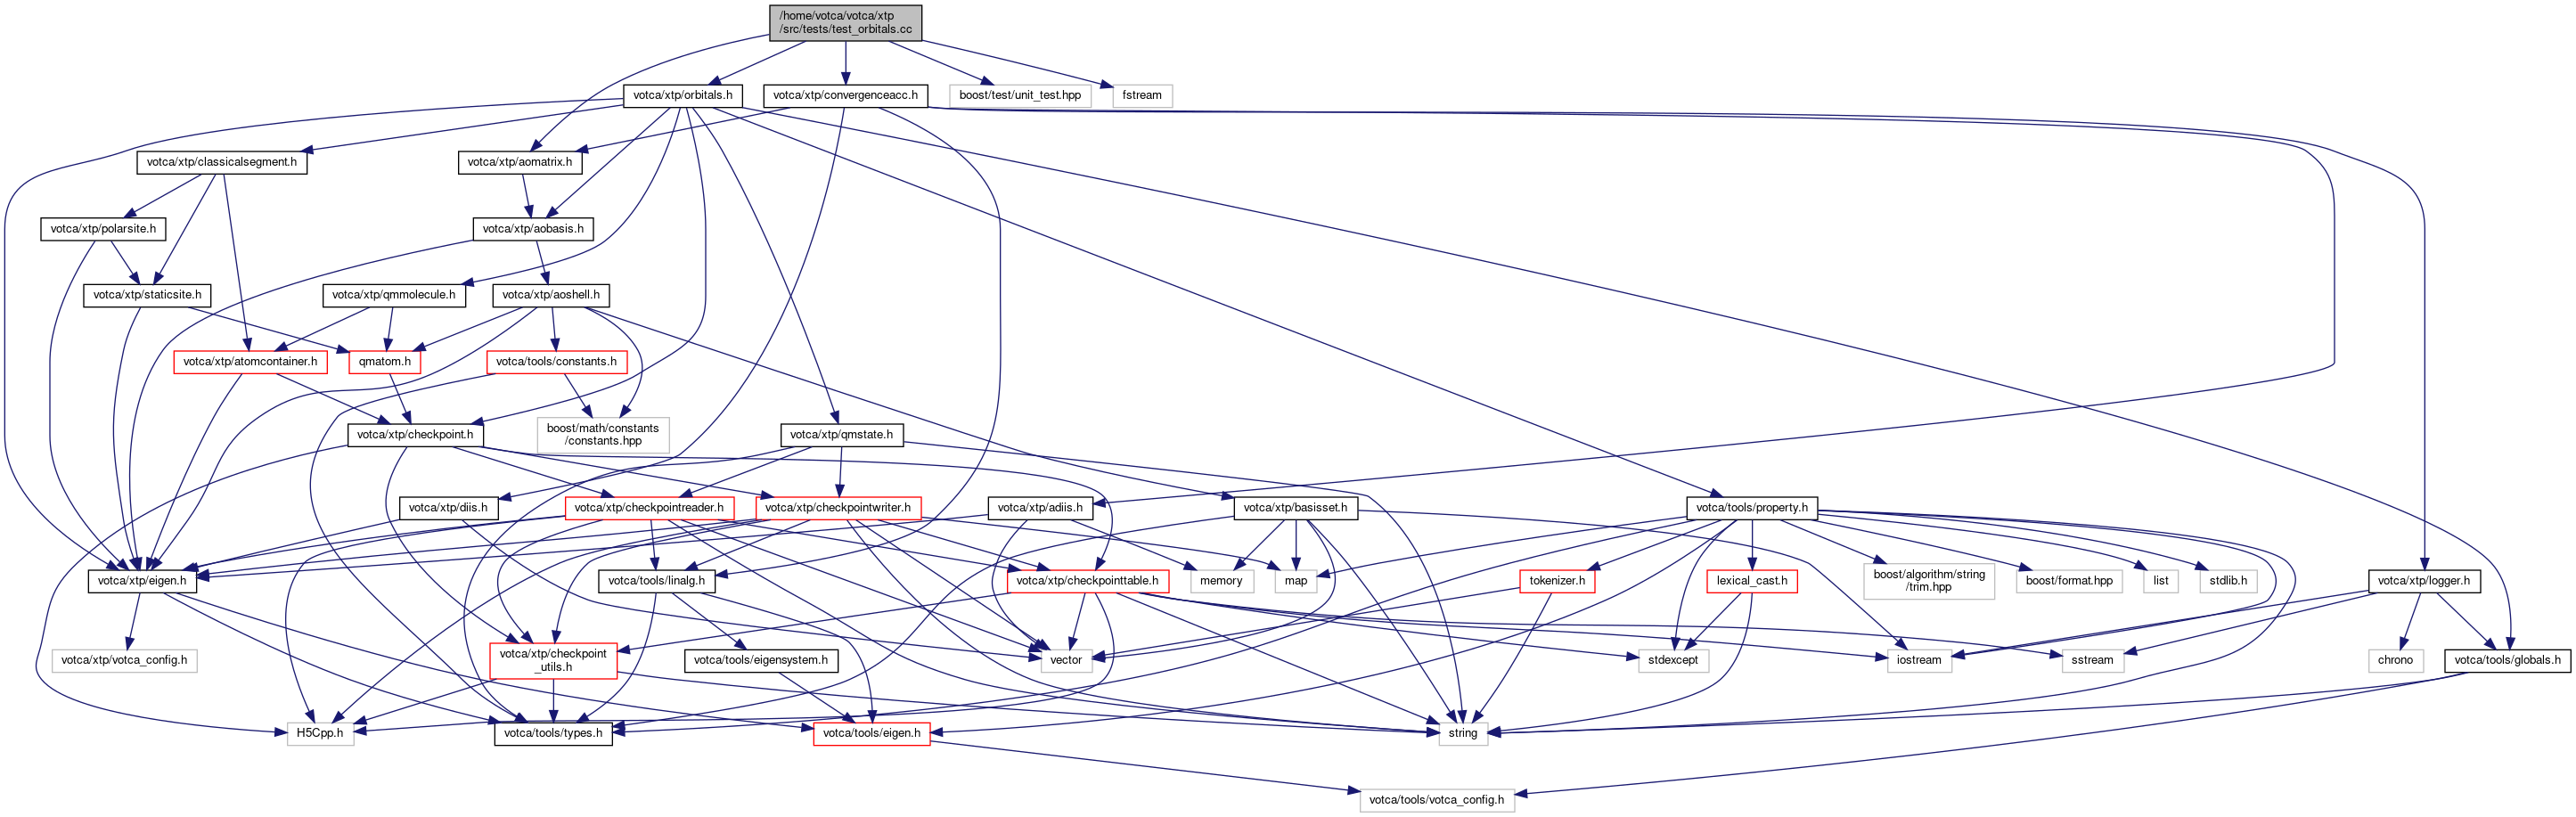 /home/votca/votca/xtp
/src/tests/test_orbitals.cc
votca/xtp/orbitals.h
votca/xtp/convergenceacc.h
boost/test/unit_test.hpp
fstream
votca/xtp/classicalsegment.h
votca/xtp/aomatrix.h
votca/xtp/polarsite.h
votca/xtp/aobasis.h
votca/xtp/staticsite.h
votca/xtp/qmmolecule.h
votca/xtp/aoshell.h
votca/xtp/atomcontainer.h
qmatom.h
votca/tools/constants.h
votca/xtp/checkpoint.h
boost/math/constants
/constants.hpp
votca/xtp/qmstate.h
votca/xtp/diis.h
votca/xtp/checkpointreader.h
votca/xtp/checkpointwriter.h
votca/xtp/adiis.h
votca/xtp/basisset.h
votca/tools/property.h
votca/xtp/eigen.h
votca/tools/linalg.h
votca/xtp/checkpointtable.h
memory
map
tokenizer.h
lexical_cast.h
boost/algorithm/string
/trim.hpp
boost/format.hpp
list
stdlib.h
votca/xtp/logger.h
votca/xtp/votca_config.h
votca/xtp/checkpoint
_utils.h
votca/tools/eigensystem.h
vector
stdexcept
iostream
sstream
chrono
votca/tools/globals.h
H5Cpp.h
votca/tools/types.h
votca/tools/eigen.h
string
votca/tools/votca_config.h